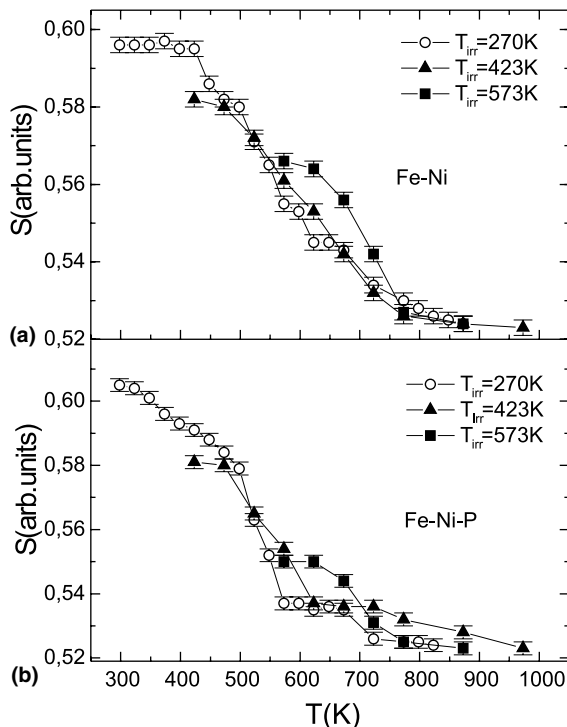 0,60
0,58
0,56
0,54
0,52
S(arb.units)
T_irr=270K
T_irr=423K
T_irr=573K
Fe-Ni
(a)
0,60
0,58
0,56
0,54
0,52
S(arb.units)
T_irr=270K
T_Irr=423K
T_irr=573K
Fe-Ni-P
(b)
300 400 500 600 700 800 900 1000
T(K)